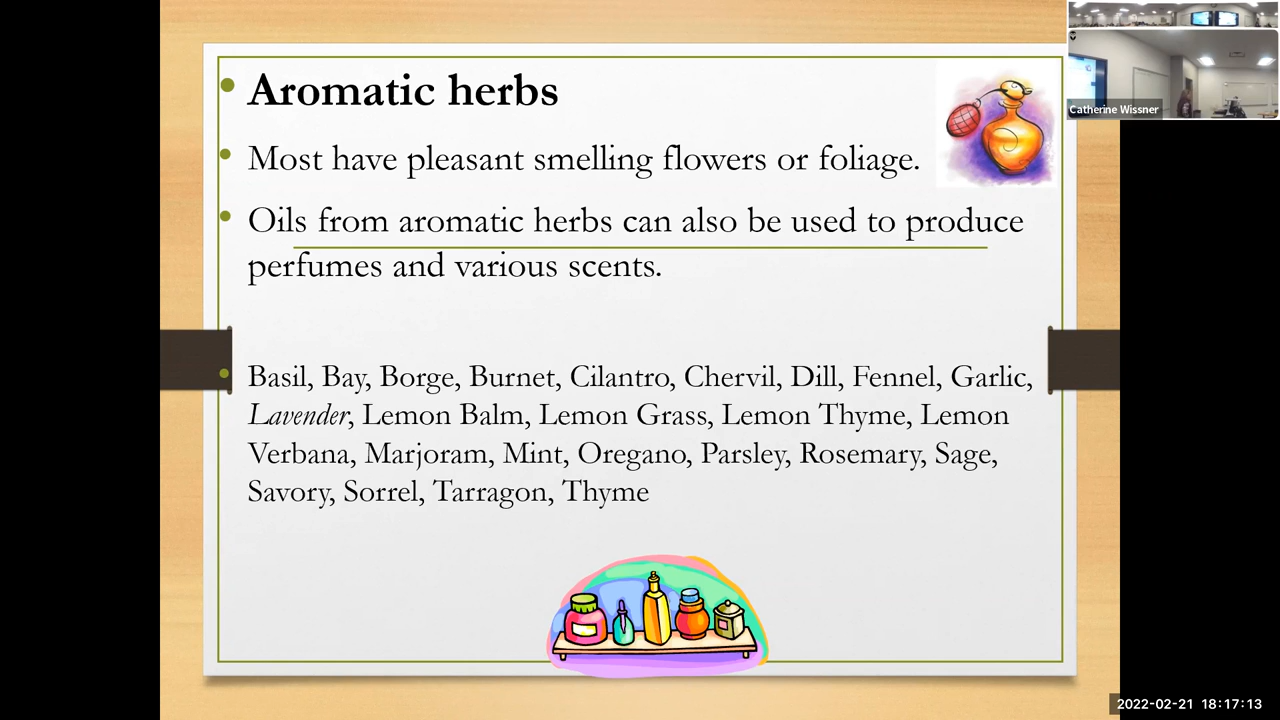 Aromatic herbs
Most have pleasant smelling flowers or foliage.
Oils from aromatic herbs can also be used to produce
perfumes and various scents.
Basil, Bay, Borge, Burnet, Cilantro, Chervil, Dill, Fennel, Garlic,
Lavender, Lemon Balm, Lemon Grass, Lemon Thyme, Lemon
Verbana, Marjoram, Mint, Oregano, Parsley, Rosemary, Sage,
Savory, Sorrel, Tarragon, Thyme
Catherine Wissner
2022-02-21 18:17:13